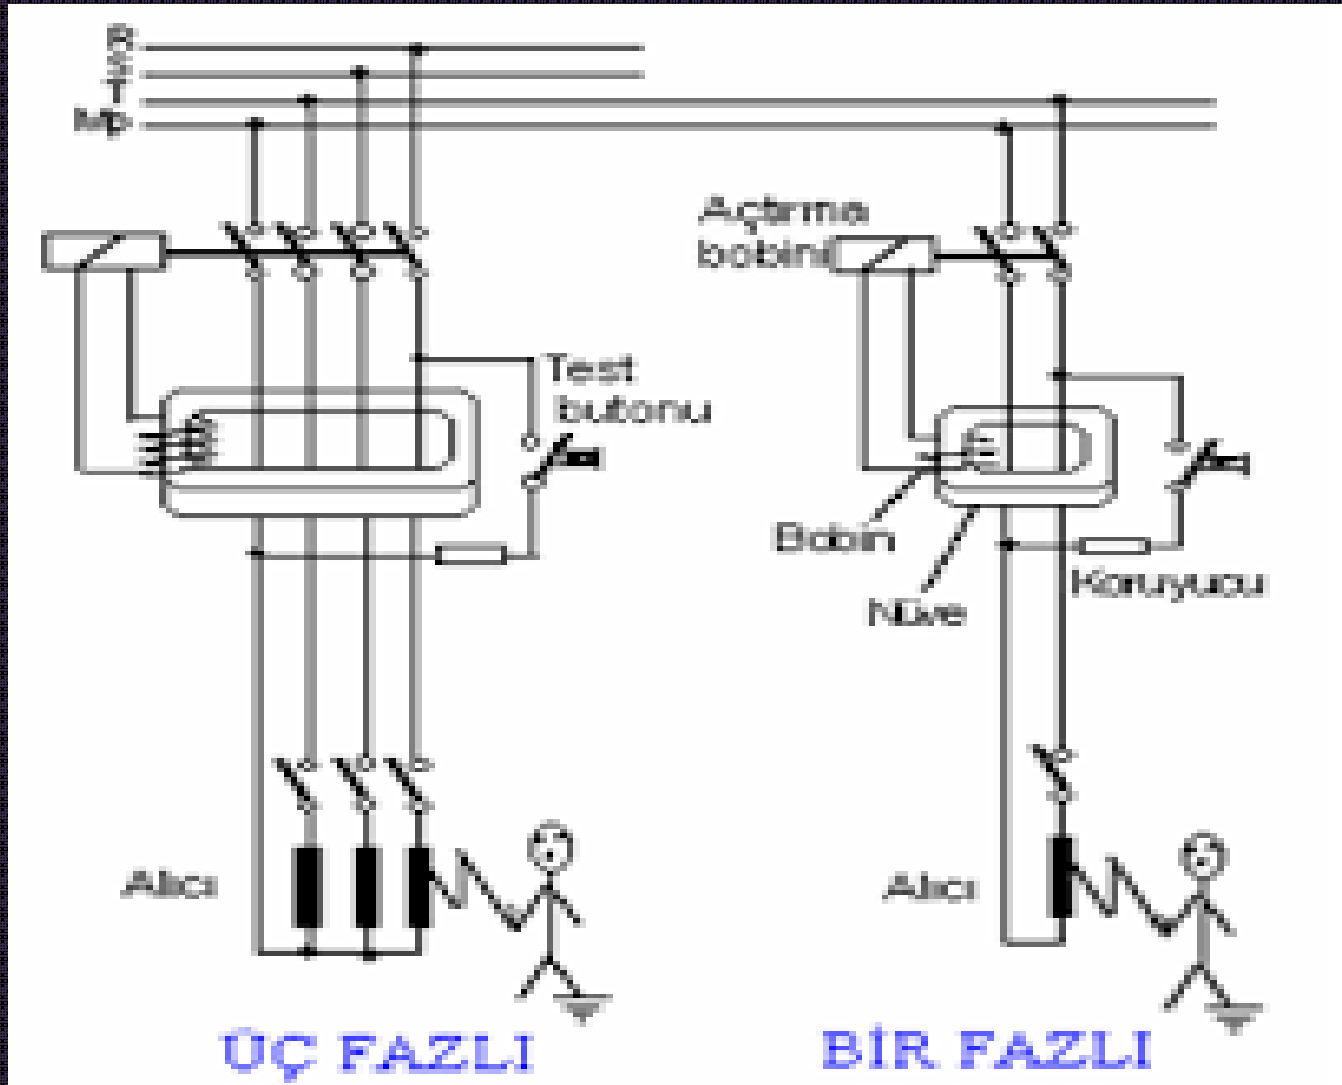 R
S
T
Mp
Açtırma
bobini
Test
butonu
Bobin
Nüve
Koruyucu
Alıcı
Alıcı
ÜÇ FAZLI
BİR FAZLI